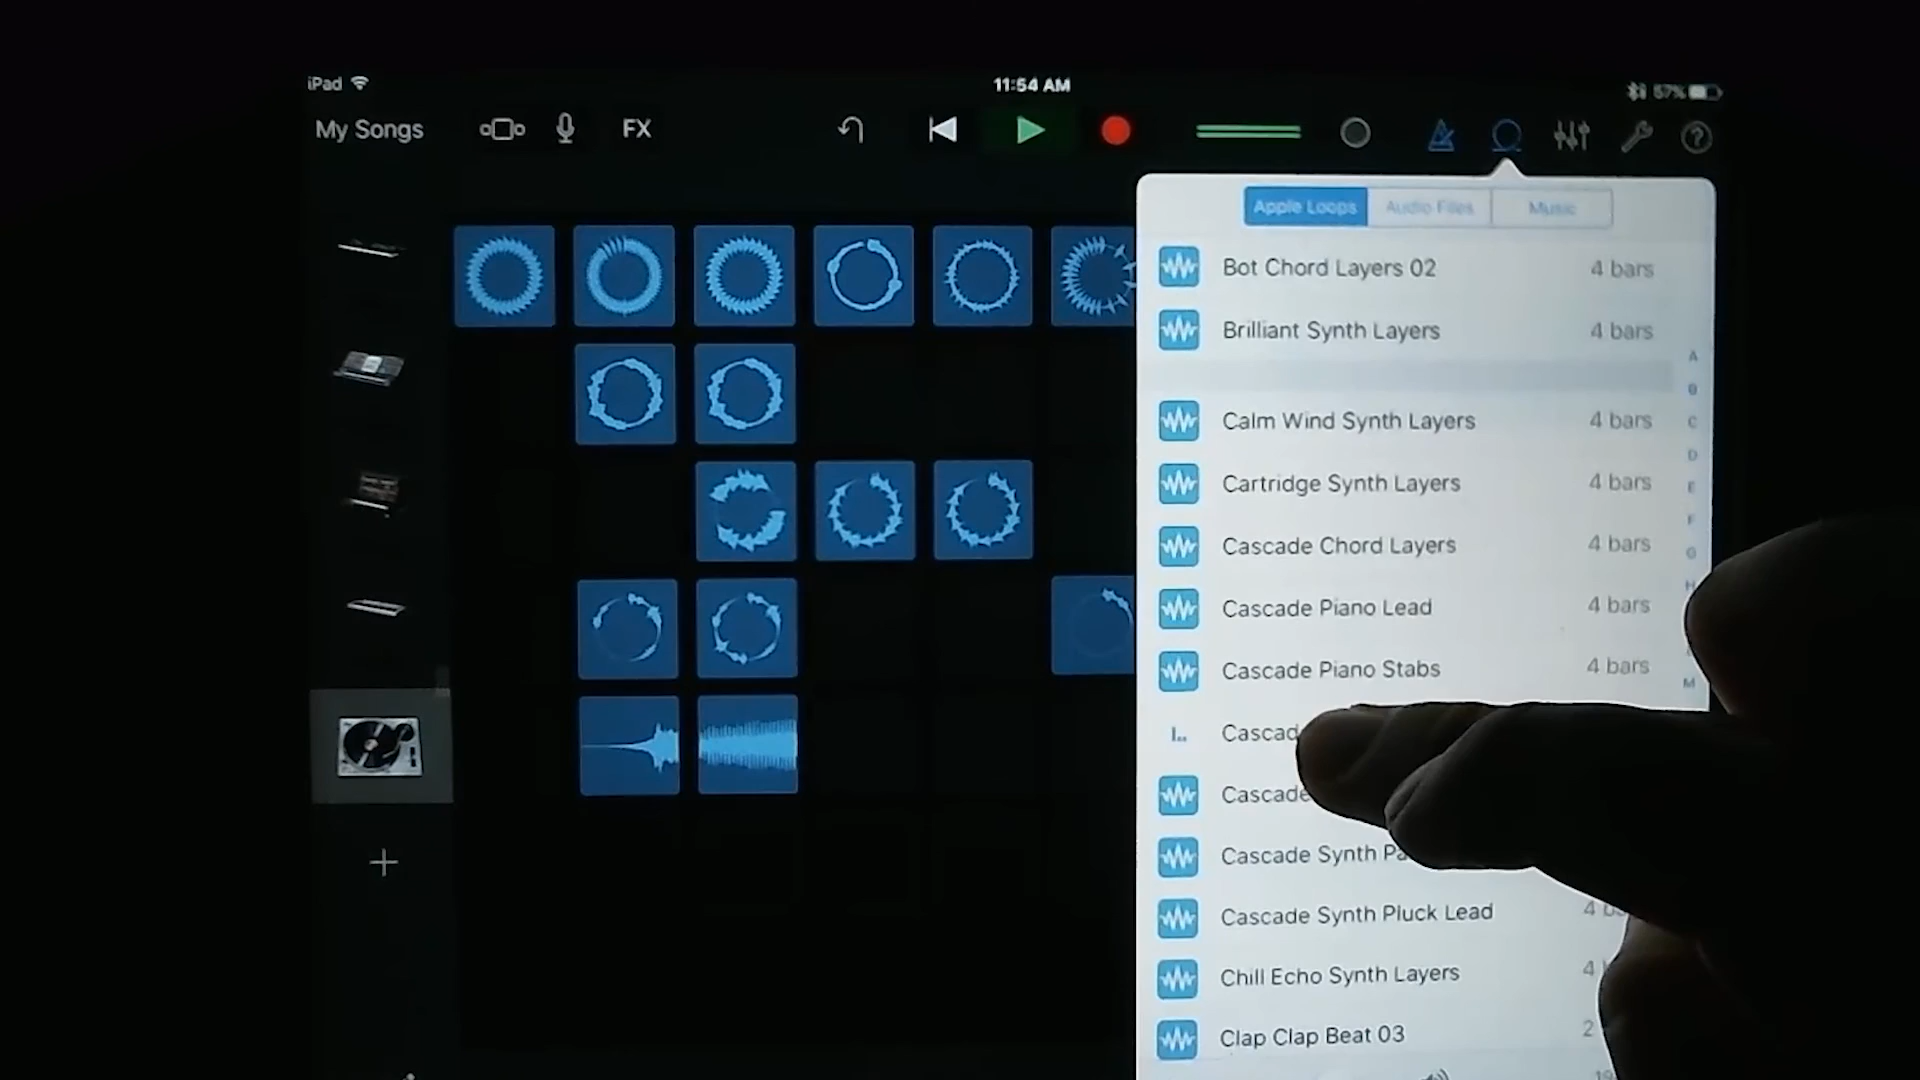 iPad
11:54 AM
57%
My Songs
FX
Apple Loops
Audio Files
Music
Bot Chord Layers 02 4 bars
Brilliant Synth Layers 4 bars
A
B
Calm Wind Synth Layers 4 bars
C
D
Cartridge Synth Layers 4 bars
E
F
Cascade Chord Layers 4 bars
G
H
Cascade Piano Lead 4 bars
Cascade Piano Stabs 4 bars
M
Cascade
Cascade Synth
Cascade Synth Pluck Lead 4
Chill Echo Synth Layers 4
Clap Clap Beat 03 2